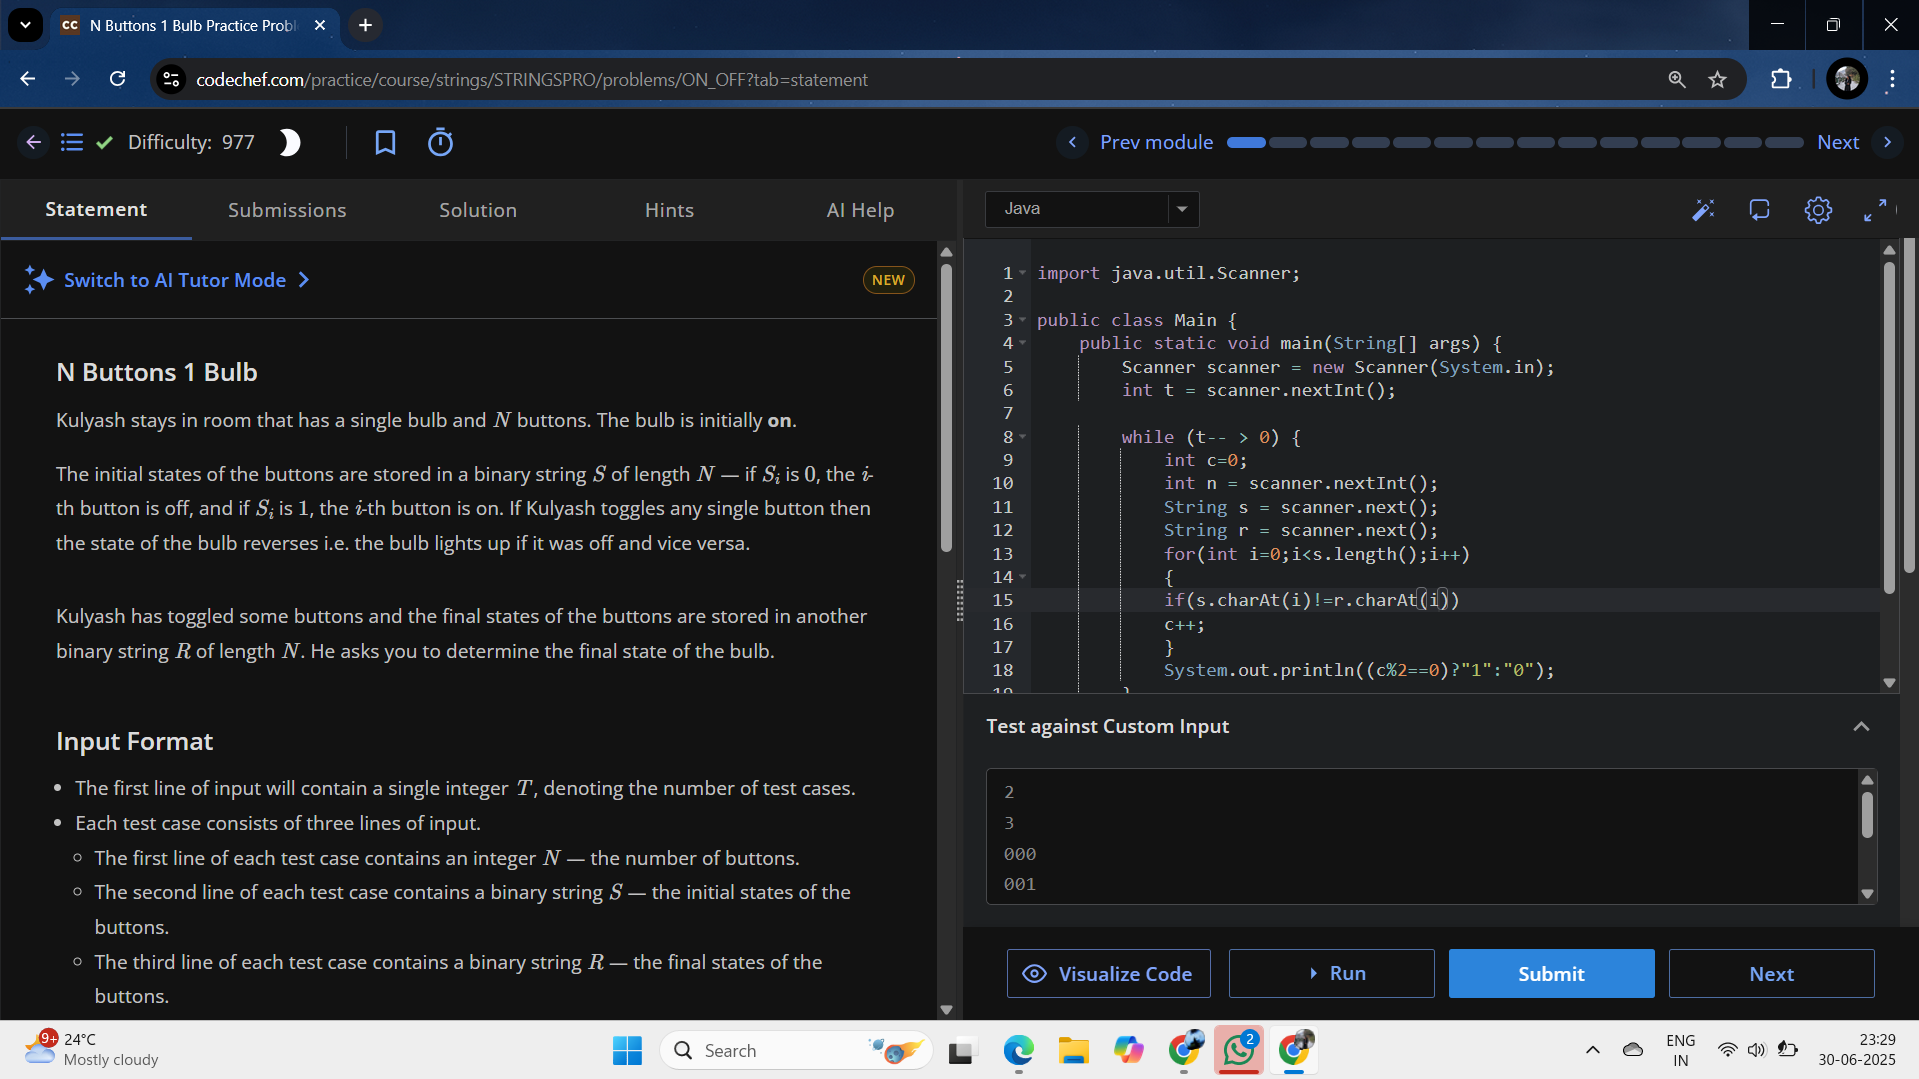 N Buttons 1 Bulb Practice Probl
codechef.com/practice/course/strings/STRINGSPRO/problems/ON_OFF?tab=statement
Difficulty: 977
Prev module
Next
Statement
Submissions
Solution
Hints
AI Help
Java
Switch to AI Tutor Mode
NEW
N Buttons 1 Bulb
Kulyash stays in room that has a single bulb and N buttons. The bulb is initially on.
The initial states of the buttons are stored in a binary string S of length N — if Si is 0, the i-
th button is off, and if Si is 1, the i-th button is on. If Kulyash toggles any single button then
the state of the bulb reverses i.e. the bulb lights up if it was off and vice versa.
Kulyash has toggled some buttons and the final states of the buttons are stored in another
binary string R of length N. He asks you to determine the final state of the bulb.
Input Format
• The first line of input will contain a single integer T, denoting the number of test cases.
• Each test case consists of three lines of input.
○ The first line of each test case contains an integer N — the number of buttons.
○ The second line of each test case contains a binary string S — the initial states of the
buttons.
○ The third line of each test case contains a binary string R — the final states of the
buttons.
1 import java.util.Scanner;
2
3 public class Main {
4 public static void main(String[] args) {
5 Scanner scanner = new Scanner(System.in);
6 int t = scanner.nextInt();
7
8 while (t-- > 0) {
9 int c=0;
10 int n = scanner.nextInt();
11 String s = scanner.next();
12 String r = scanner.next();
13 for(int i=0;i<s.length();i++)
14 {
15 if(s.charAt(i)!=r.charAt(i))
16 c++;
17 }
18 System.out.println((c%2==0)?"1":"0");
19 }
Test against Custom Input
2
3
000
001
Visualize Code
Run
Submit
Next
9+
24°C
Mostly cloudy
Search
2
ENG
IN
23:29
30-06-2025